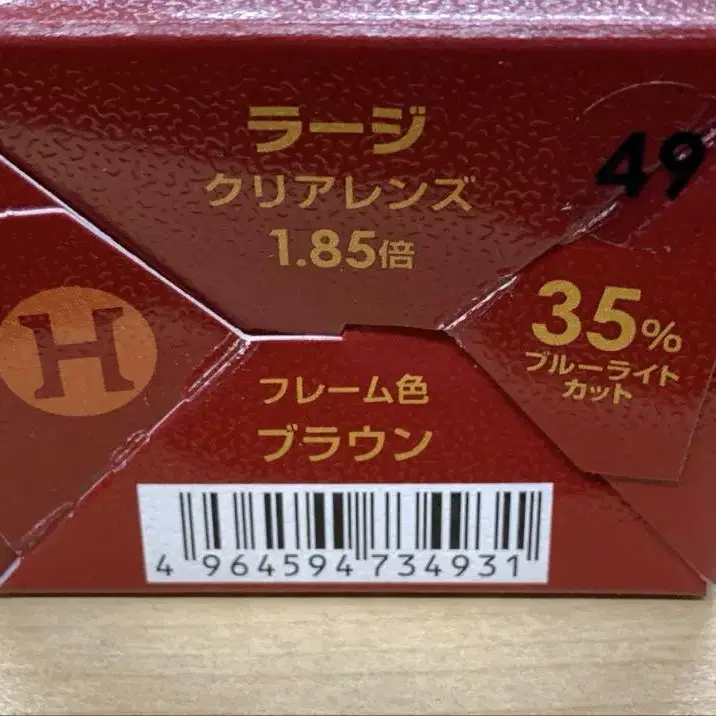 ラージ
クリアレンズ
1.85倍
49
35%
ブルーライト
カット
H
フレーム色
ブラウン
4 964594 734931